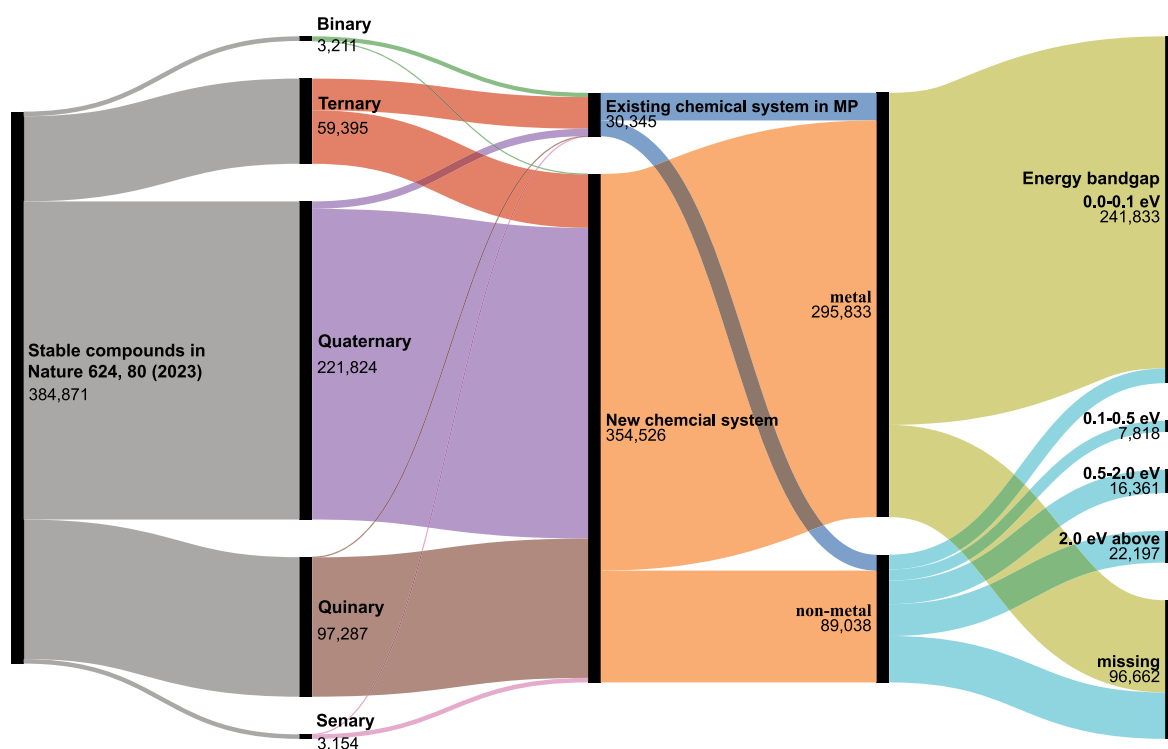 Stable compounds in
Nature 624, 80 (2023)
384,871
Binary
3,211
Ternary
59,395
Quaternary
221,824
Quinary
97,287
Senary
3,154
Existing chemical system in MP
30,345
New chemcial system
354,526
metal
295,833
non-metal
89,038
Energy bandgap
0.0-0.1 eV
241,833
0.1-0.5 eV
7,818
0.5-2.0 eV
16,361
2.0 eV above
22,197
missing
96,662